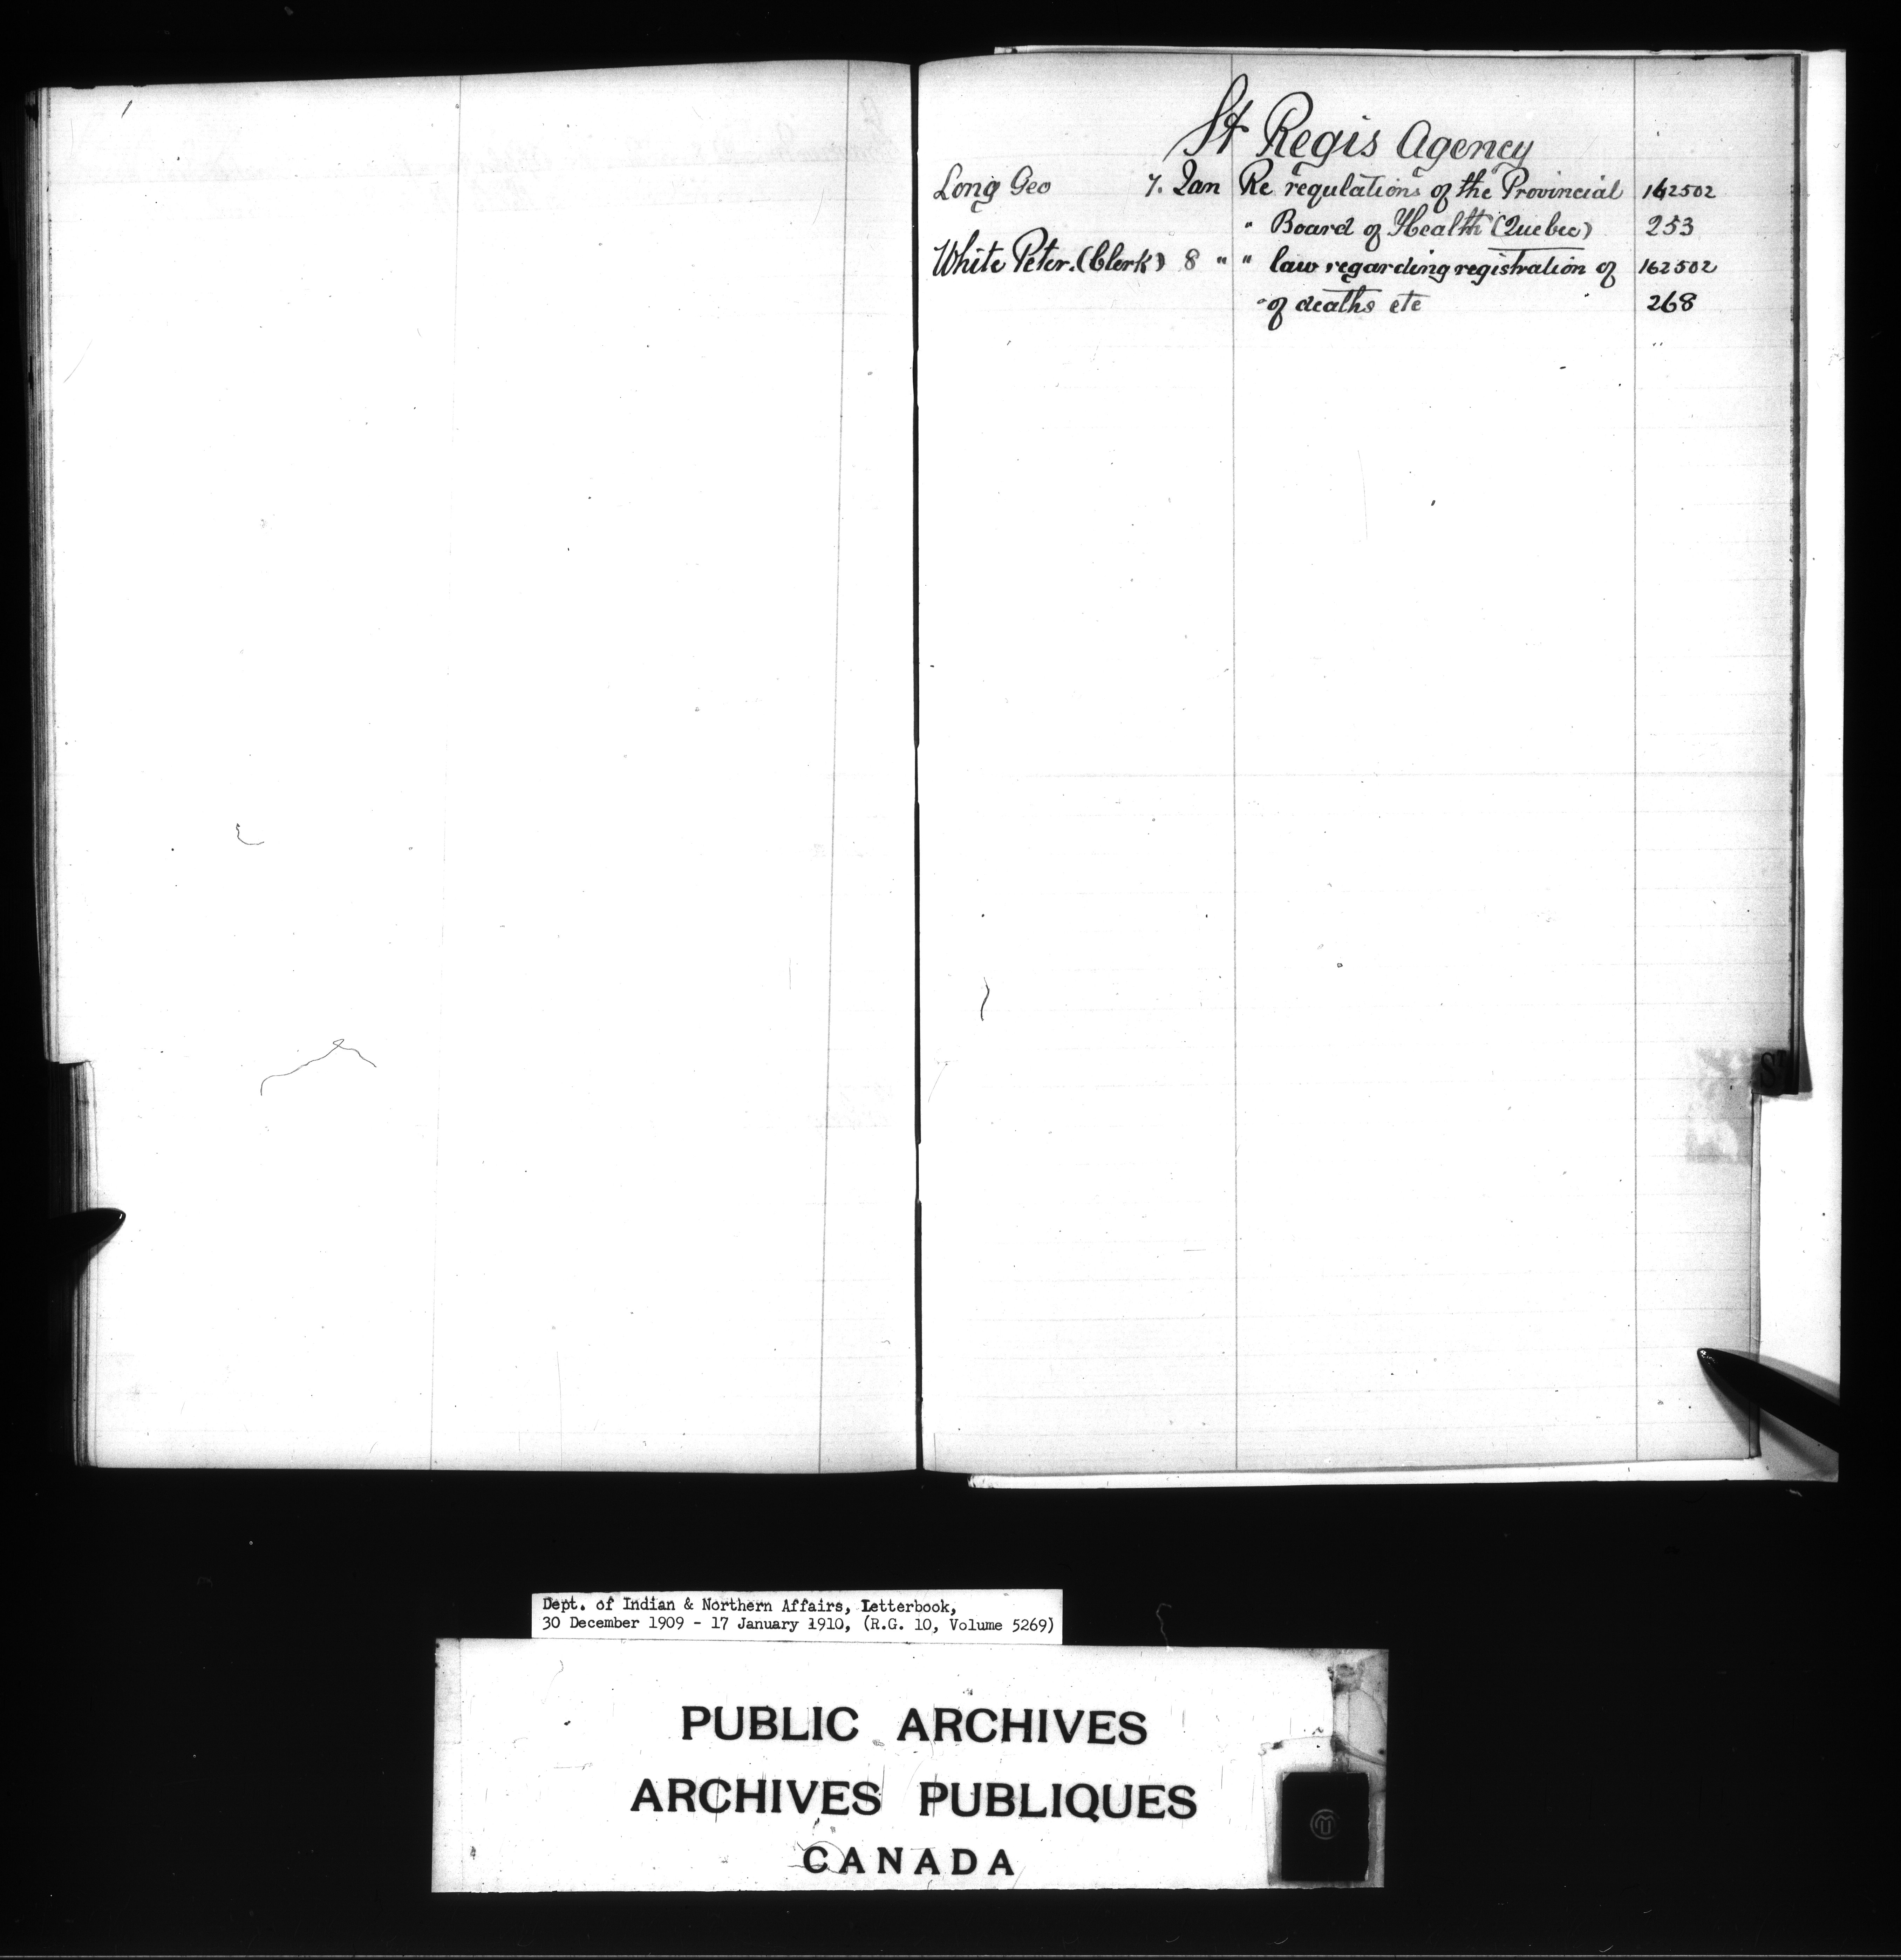 St Regis Agency
Long Geo 7. Jan Re regulations of the Provincial 162502
" Board of Health (Quebec) 253
White Peter. (Clerk) 8 " " law regarding registration of 162502
" of deaths etc 268
St
Dept. of Indian & Northern Affairs, Letterbook,
30 December 1909 - 17 January 1910, (R.G. 10, Volume 5269)
PUBLIC ARCHIVES
ARCHIVES PUBLIQUES
CANADA